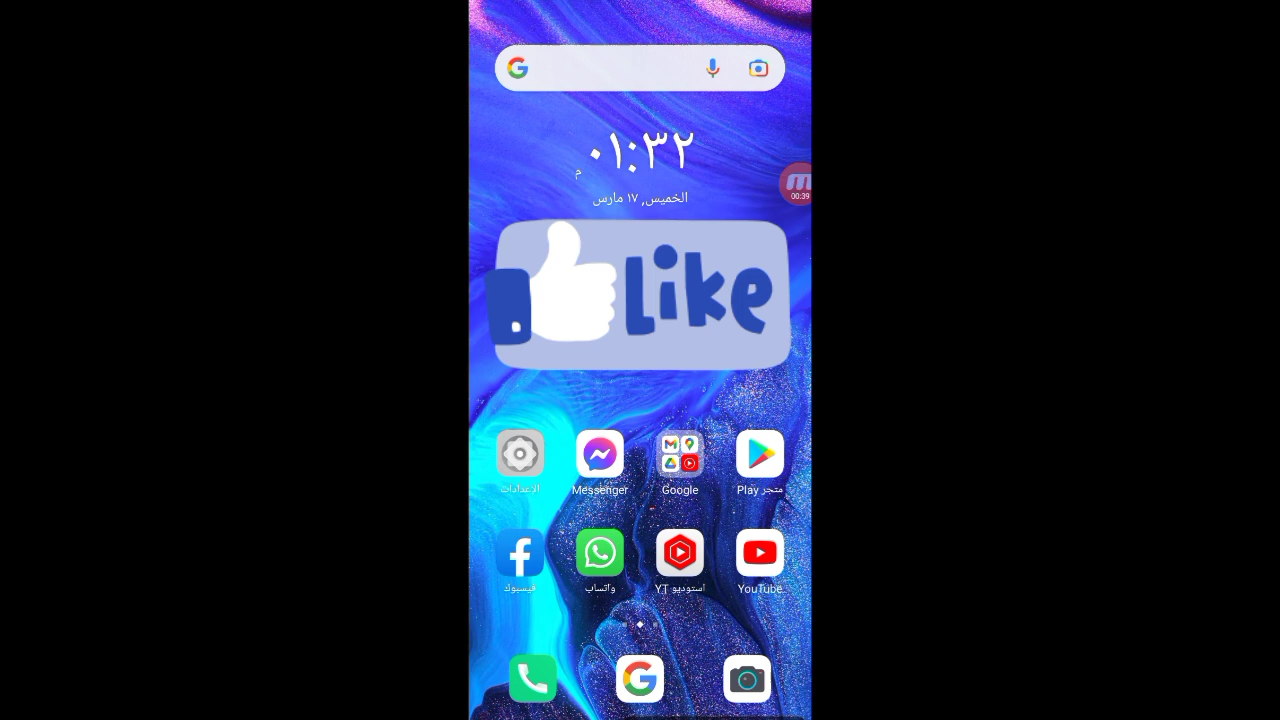 ٠١:٣٢ م
الخميس, ١٧ مارس
00:39
Like
الإعدادات
Messenger
Google
متجر Play
فيسبوك
واتساب
استوديو YT
YouTube